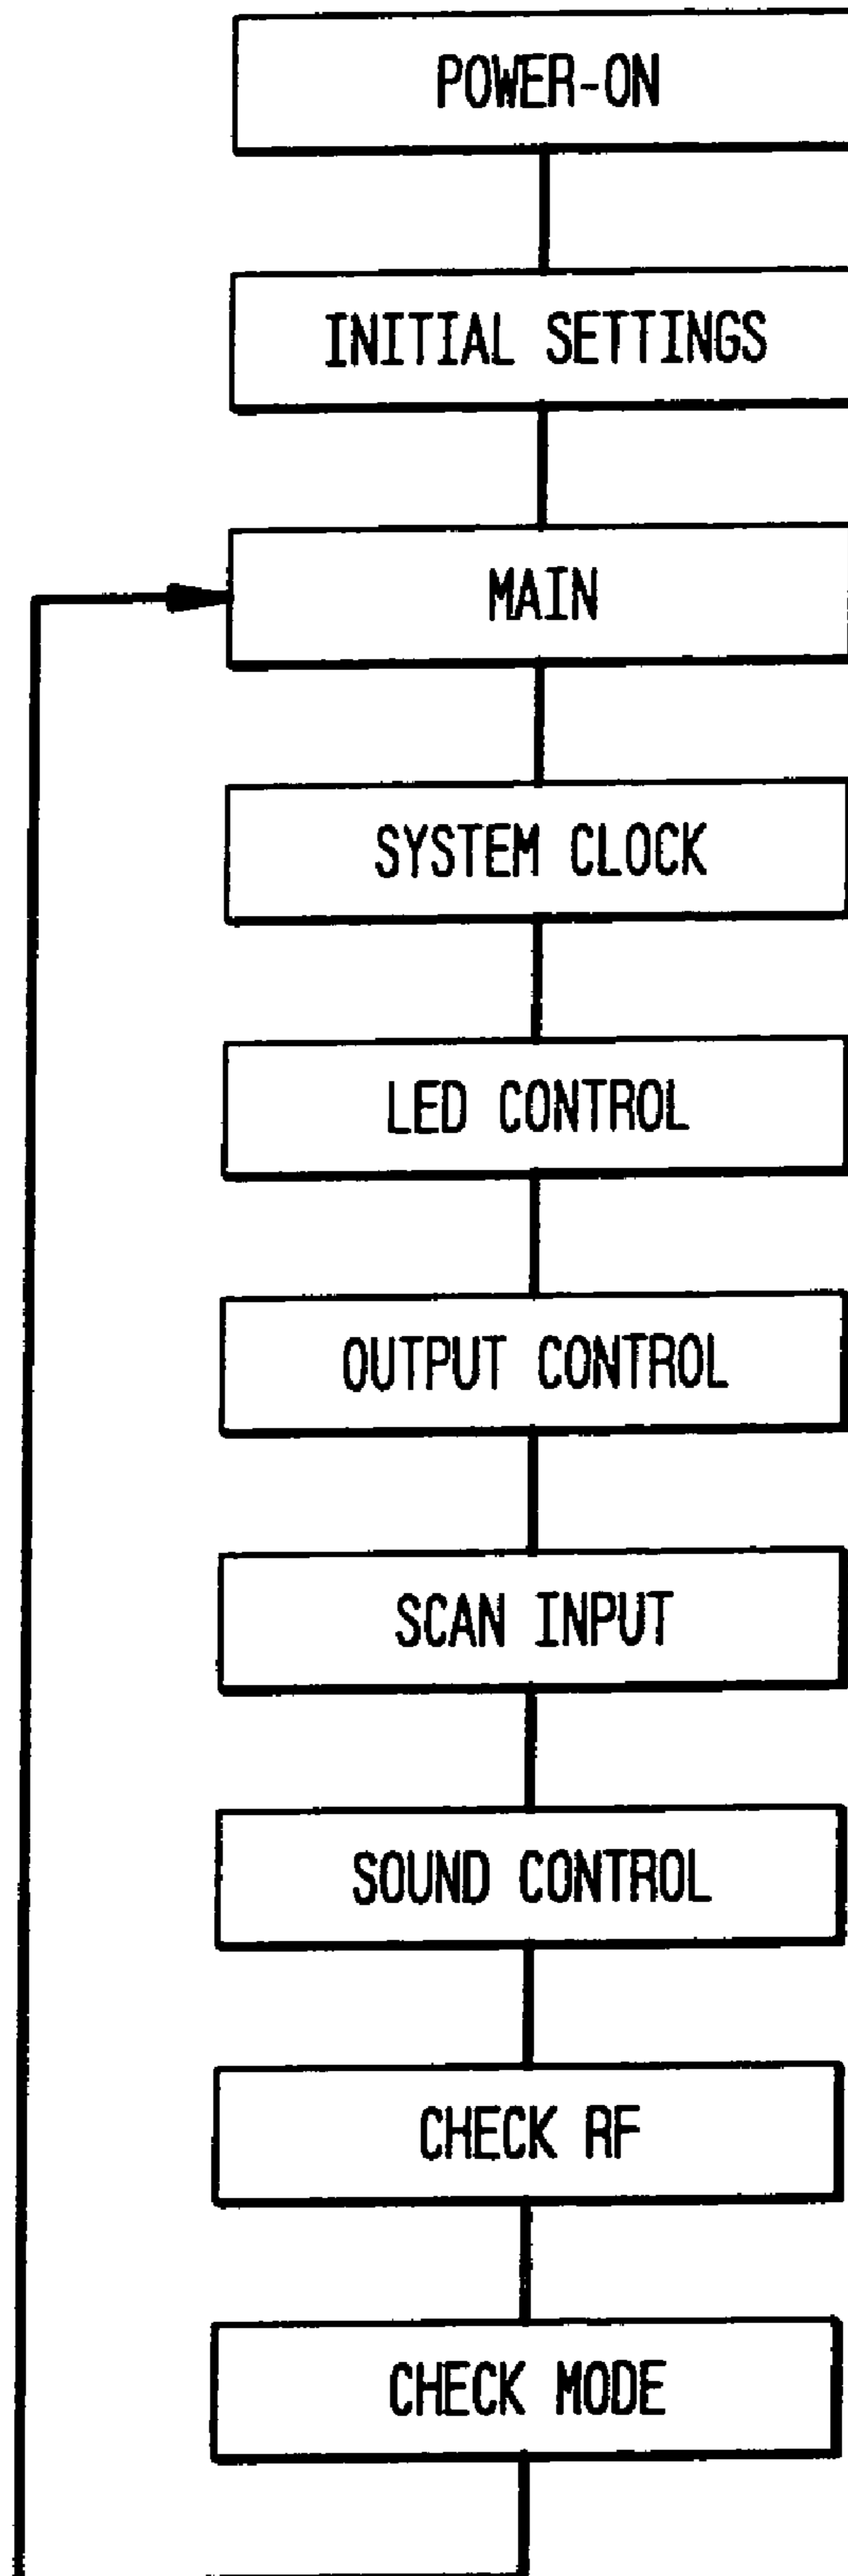 POWER-ON
INITIAL SETTINGS
MAIN
SYSTEM CLOCK
LED CONTROL
OUTPUT CONTROL
SCAN INPUT
SOUND CONTROL
CHECK RF
CHECK MODE